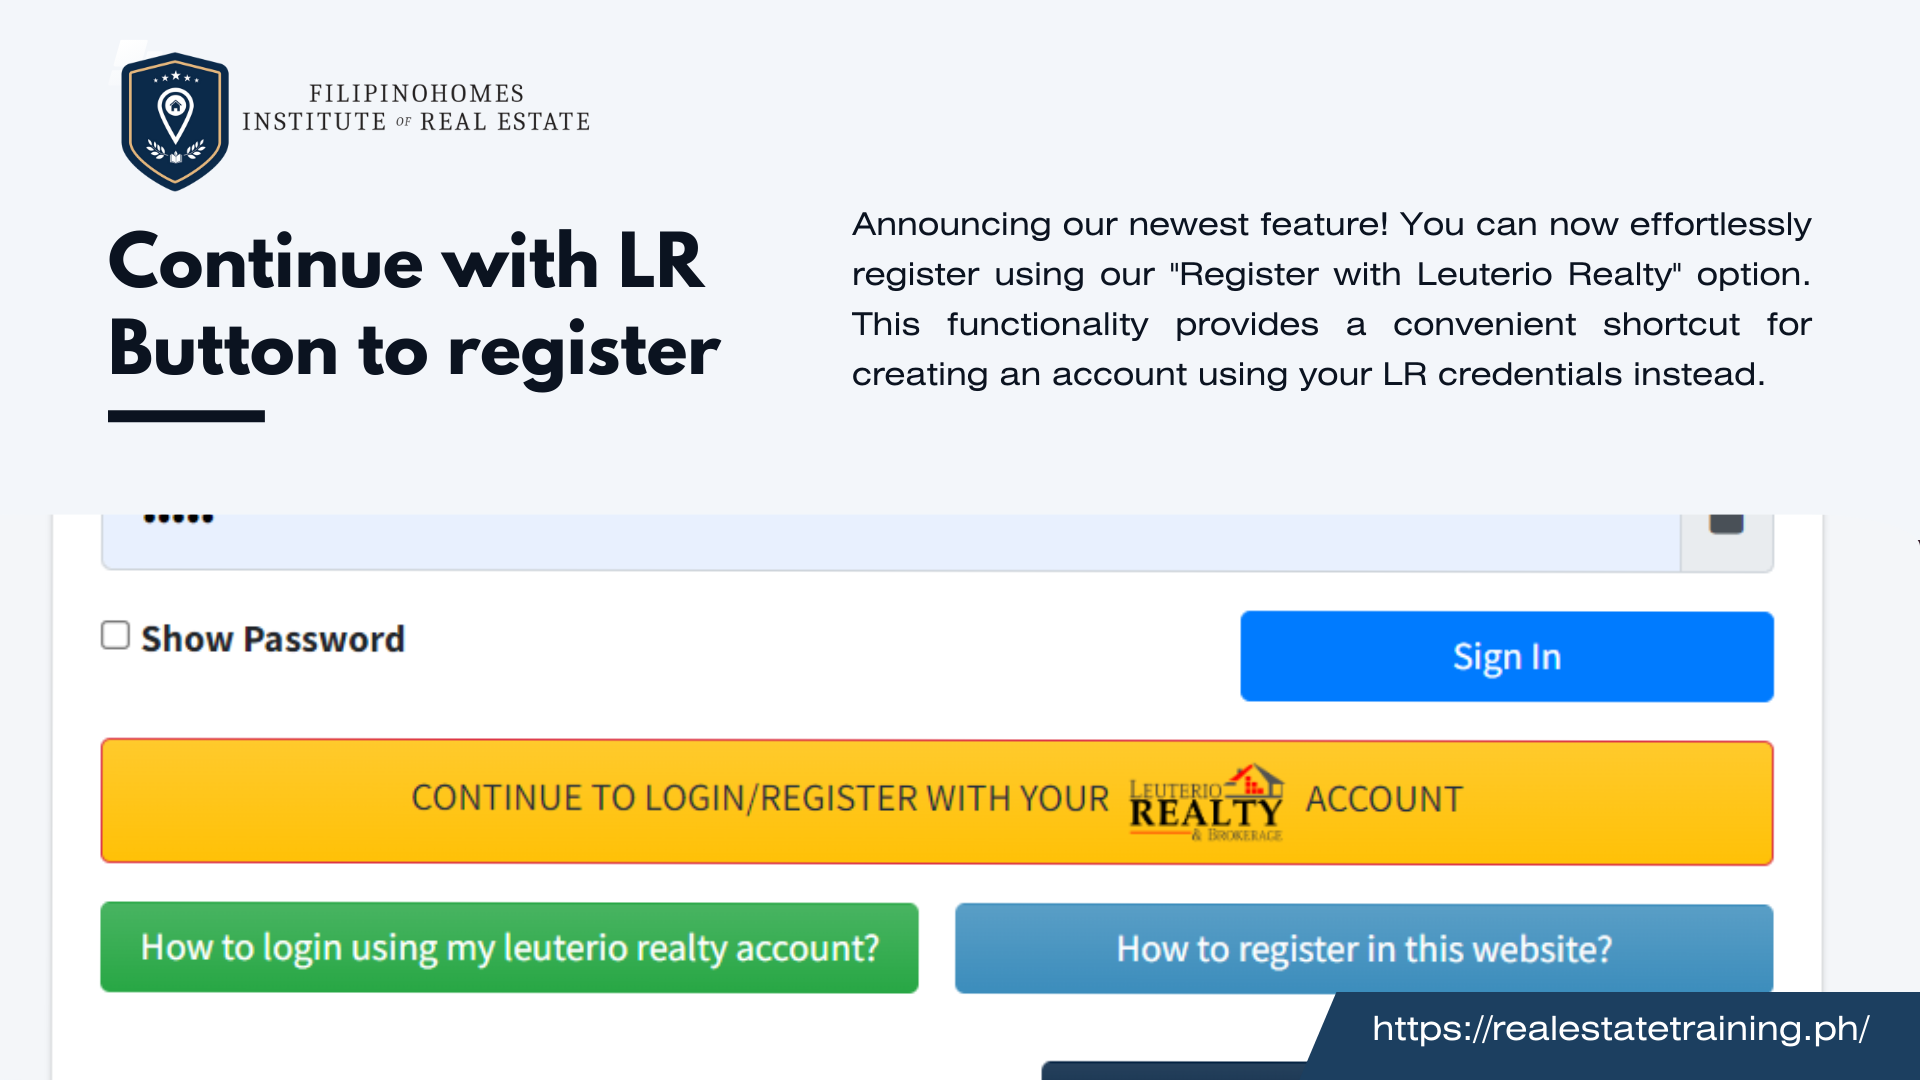 FILIPINOHOMES
INSTITUTE OF REAL ESTATE
Continue with LR
Button to register
Announcing our newest feature! You can now effortlessly
register using our "Register with Leuterio Realty" option.
This functionality provides a convenient shortcut for
creating an account using your LR credentials instead.
Show Password
Sign In
CONTINUE TO LOGIN/REGISTER WITH YOUR LEUTERIO REALTY & BROKERAGE ACCOUNT
How to login using my leuterio realty account?
How to register in this website?
https://realestatetraining.ph/